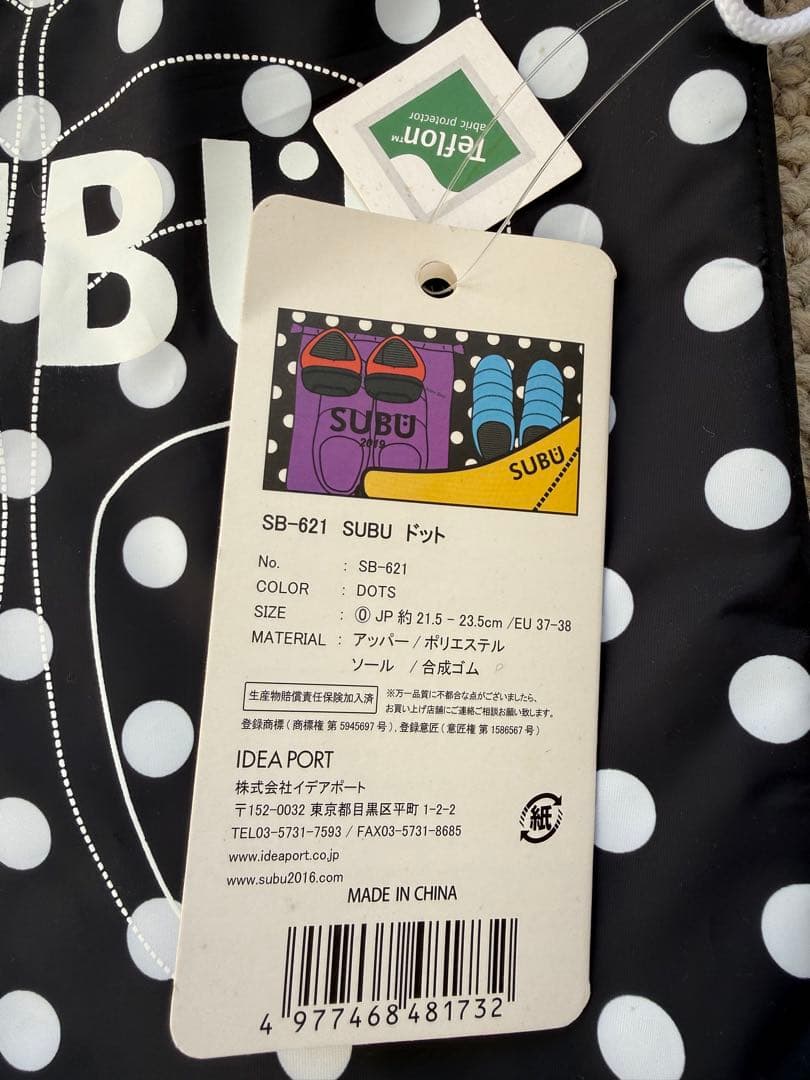 Teflon™
abric protector
BU
SUBU
2019
SUBU
SB-621 SUBU ドット
No. : SB-621
COLOR : DOTS
SIZE : ⓪ JP 約 21.5 - 23.5cm /EU 37-38
MATERIAL : アッパー / ポリエステル
ソール / 合成ゴム
生産物賠償責任保険加入済
※万一品質に不都合な点がございましたら、
お買い上げ店舗にご連絡ご相談お願い致します。
登録商標 ( 商標権 第 5945697 号 ) , 登録意匠 ( 意匠権 第 1586567 号 )
IDEA PORT
株式会社イデアポート
〒152-0032 東京都目黒区平町 1-2-2
TEL03-5731-7593 / FAX03-5731-8685
www.ideaport.co.jp
www.subu2016.com
紙
MADE IN CHINA
4 977468 481732